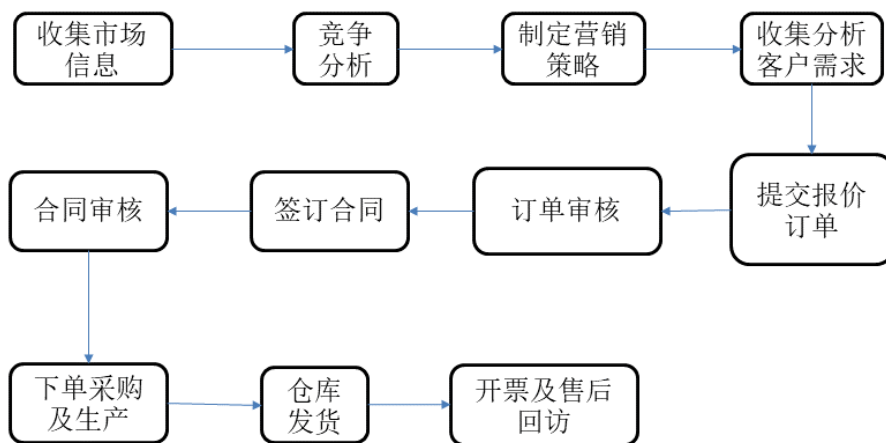 收集市场
信息
竞争
分析
制定营销
策略
收集分析
客户需求
提交报价
订单
订单审核
签订合同
合同审核
下单采购
及生产
仓库
发货
开票及售后
回访